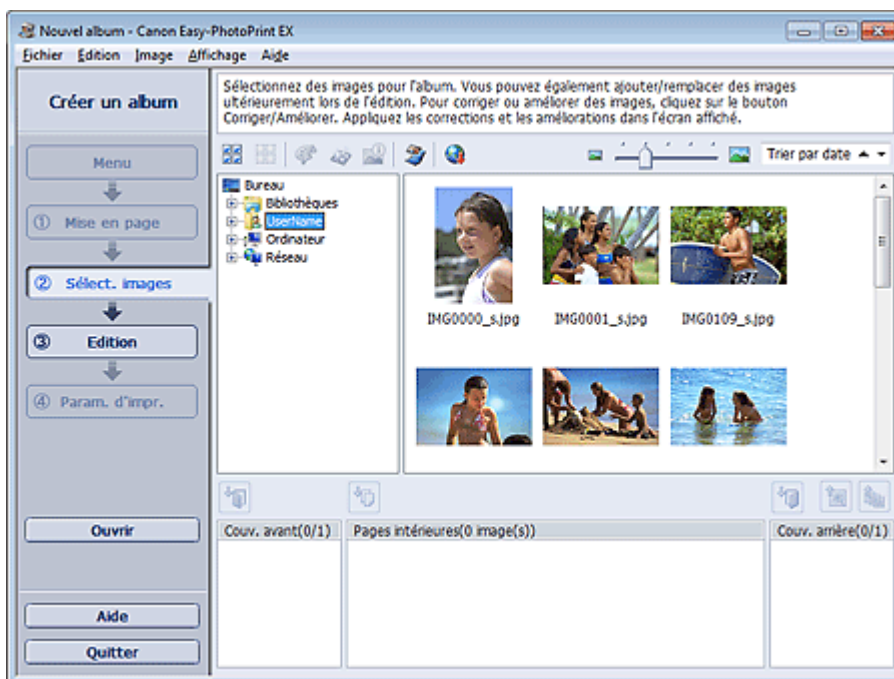 Nouvel album - Canon Easy-PhotoPrint EX
Fichier Edition Image Affichage Aide
Créer un album
Sélectionnez des images pour l'album. Vous pouvez également ajouter/remplacer des images
ultérieurement lors de l'édition. Pour corriger ou améliorer des images, cliquez sur le bouton
Corriger/Améliorer. Appliquez les corrections et les améliorations dans l'écran affiché.
Menu
① Mise en page
② Sélect. images
③ Edition
④ Param. d'impr.
Ouvrir
Aide
Quitter
Trier par date
Bureau
Bibliothèques
UserName
Ordinateur
Réseau
IMG0000_s.jpg IMG0001_s.jpg IMG0109_s.jpg
Couv. avant(0/1) Pages intérieures(0 image(s)) Couv. arrière(0/1)